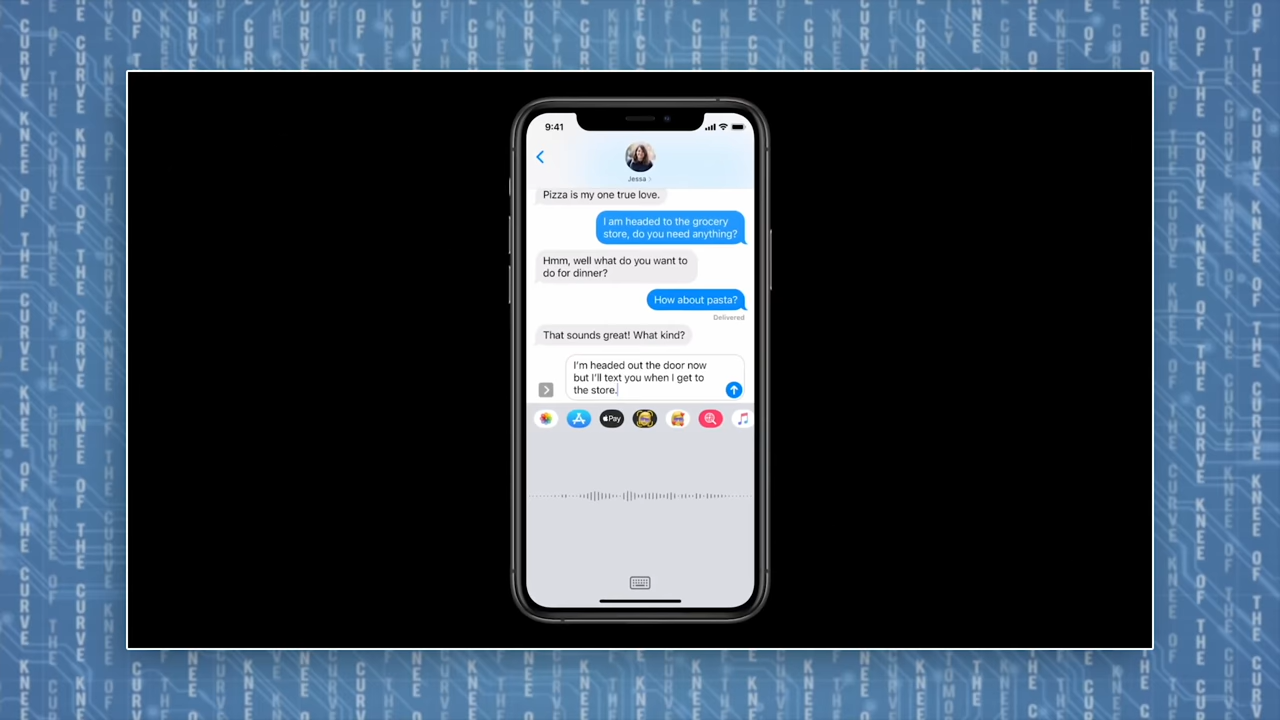 9:41
Jessa >
Pizza is my one true love.
I am headed to the grocery
store, do you need anything?
Hmm, well what do you want to
do for dinner?
How about pasta?
Delivered
That sounds great! What kind?
I'm headed out the door now
but I'll text you when I get to
the store.
Pay
KNEE OF THE CURVE